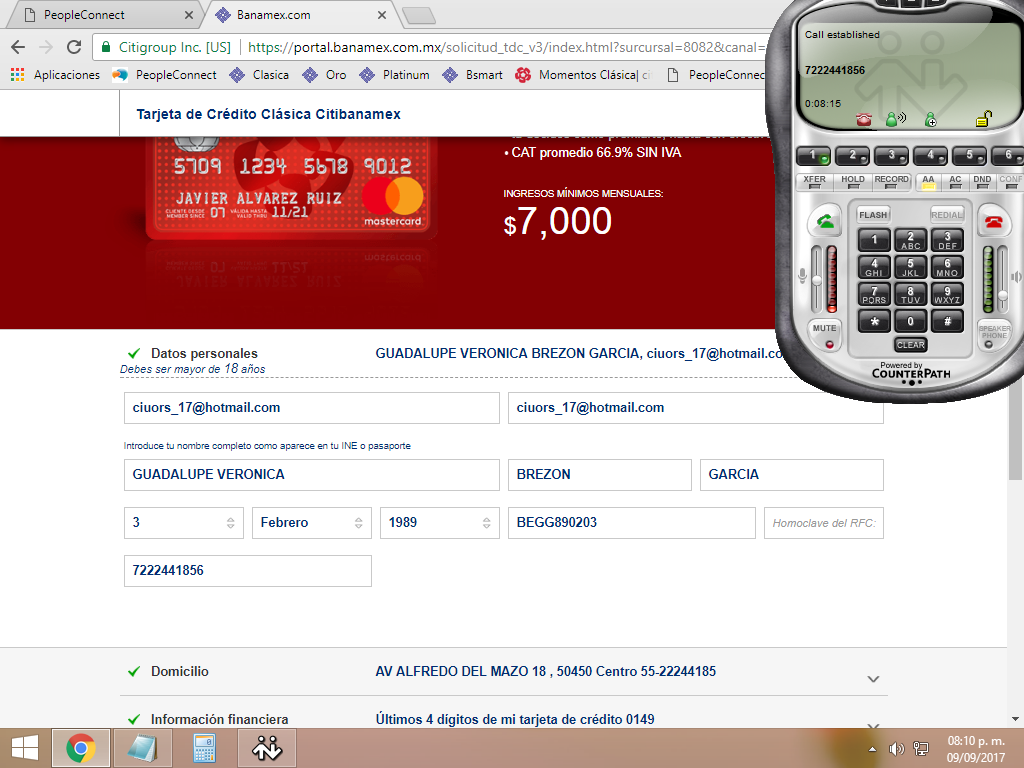 PeopleConnect
Banamex.com
Citigroup Inc. [US]
https://portal.banamex.com.mx/solicitud_tdc_v3/index.html?surcursal=8082&canal=
Aplicaciones
PeopleConnect
Clasica
Oro
Platinum
Bsmart
Momentos Clásica| ci
PeopleConnec
Tarjeta de Crédito Clásica Citibanamex
5709 1234 5678 9012
JAVIER ALVAREZ RUIZ
CLIENTE DESDE
MEMBER SINCE
07
VÁLIDA HASTA
VALID THRU
11/21
mastercard
• CAT promedio 66.9% SIN IVA
INGRESOS MÍNIMOS MENSUALES:
$7,000
Datos personales
GUADALUPE VERONICA BREZON GARCIA, ciuors_17@hotmail.co
Debes ser mayor de 18 años
ciuors_17@hotmail.com
ciuors_17@hotmail.com
Introduce tu nombre completo como aparece en tu INE o pasaporte
GUADALUPE VERONICA
BREZON
GARCIA
3
Febrero
1989
BEGG890203
Homoclave del RFC:
7222441856
Domicilio
AV ALFREDO DEL MAZO 18 , 50450 Centro 55-22244185
Información financiera
Últimos 4 dígitos de mi tarjeta de crédito 0149
Call established
7222441856
0:08:15
1 2 3 4 5 6
XFER HOLD RECORD AA AC DND CONF
FLASH
REDIAL
1
2 ABC
3 DEF
4 GHI
5 JKL
6 MNO
7 PQRS
8 TUV
9 WXYZ
* 0 #
MUTE
SPEAKER PHONE
CLEAR
Powered by
COUNTERPATH
08:10 p. m.
09/09/2017